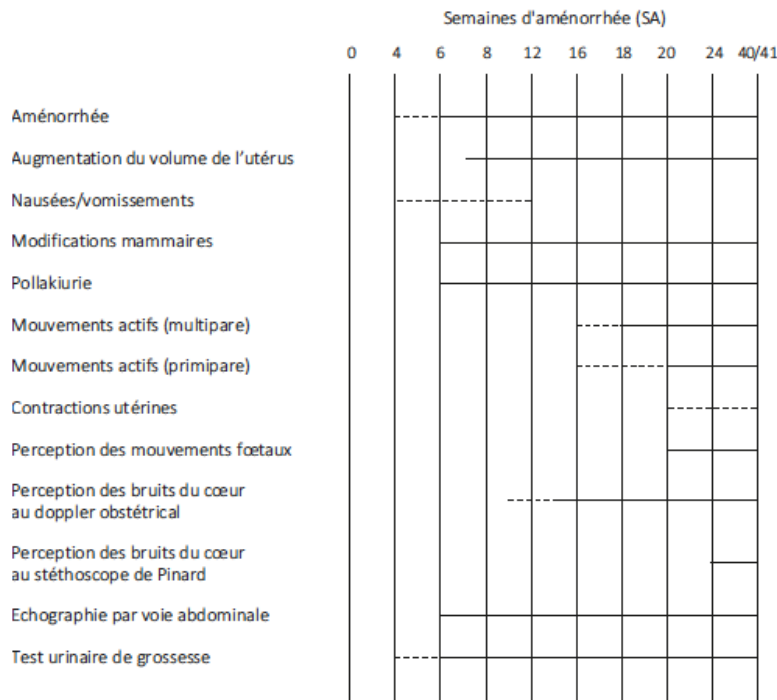 Semaines d'aménorrhée (SA)
0 4 6 8 12 16 18 20 24 40/41
Aménorrhée
Augmentation du volume de l'utérus
Nausées/vomissements
Modifications mammaires
Pollakiurie
Mouvements actifs (multipare)
Mouvements actifs (primipare)
Contractions utérines
Perception des mouvements fœtaux
Perception des bruits du cœur
au doppler obstétrical
Perception des bruits du cœur
au stéthoscope de Pinard
Echographie par voie abdominale
Test urinaire de grossesse